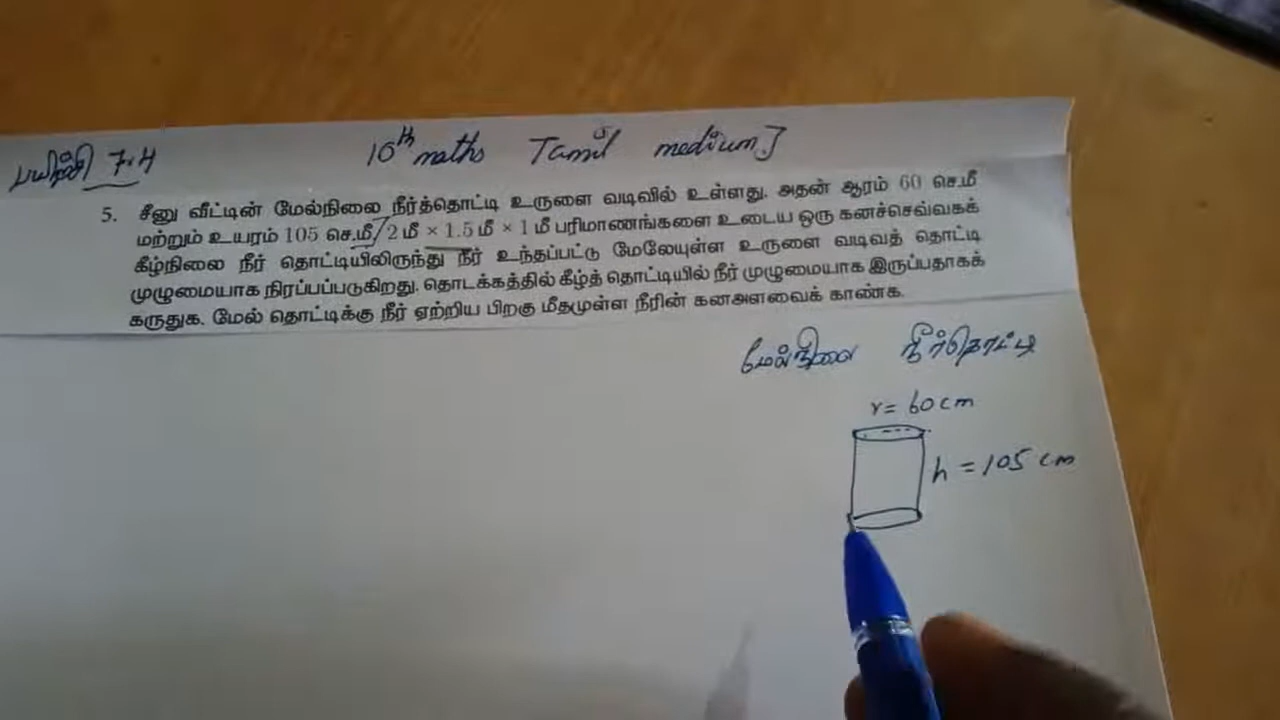 பயிற்சி 7.4
10th maths Tamil medium]
5. சீனு வீட்டின் மேல்நிலை நீர்த்தொட்டி உருளை வடிவில் உள்ளது. அதன் ஆரம் 60 செ.மீ
மற்றும் உயரம் 105 செ.மீ. 2 மீ × 1.5 மீ × 1 மீ பரிமாணங்களை உடைய ஒரு கனச்செவ்வகக்
கீழ்நிலை நீர் தொட்டியிலிருந்து நீர் உந்தப்பட்டு மேலேயுள்ள உருளை வடிவத் தொட்டி
முழுமையாக நிரப்பப்படுகிறது. தொடக்கத்தில் கீழ்த் தொட்டியில் நீர் முழுமையாக இருப்பதாகக்
கருதுக. மேல் தொட்டிக்கு நீர் ஏற்றிய பிறகு மீதமுள்ள நீரின் கனஅளவைக் காண்க.
மேல்நிலை நீர்தொட்டி
r = 60 cm
h = 105 cm